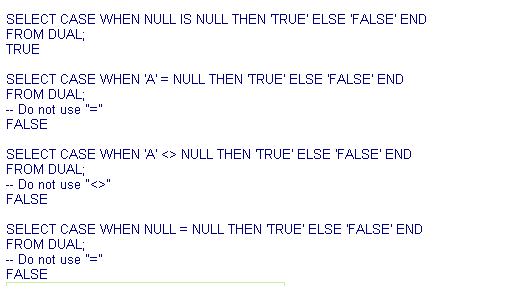 SELECT CASE WHEN NULL IS NULL THEN 'TRUE' ELSE 'FALSE' END
FROM DUAL;
TRUE
SELECT CASE WHEN 'A' = NULL THEN 'TRUE' ELSE 'FALSE' END
FROM DUAL;
-- Do not use "="
FALSE
SELECT CASE WHEN 'A' <> NULL THEN 'TRUE' ELSE 'FALSE' END
FROM DUAL;
-- Do not use "<>"
FALSE
SELECT CASE WHEN NULL = NULL THEN 'TRUE' ELSE 'FALSE' END
FROM DUAL;
-- Do not use "="
FALSE